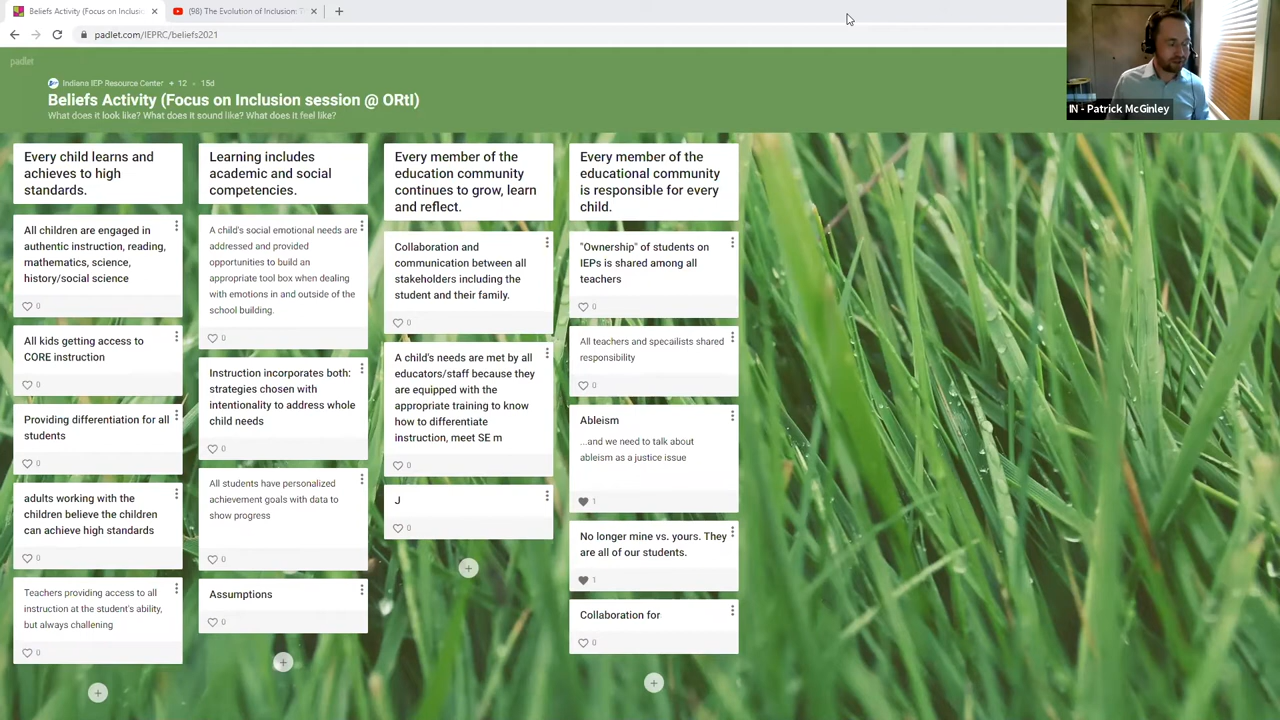 Beliefs Activity (Focus on Inclusi
(98) The Evolution of Inclusion: T
padlet.com/IEPRC/beliefs2021
padlet
Indiana IEP Resource Center + 12 • 15d
Beliefs Activity (Focus on Inclusion session @ ORtI)
What does it look like? What does it sound like? What does it feel like?
IN - Patrick McGinley
Every child learns and
achieves to high
standards.
All children are engaged in
authentic instruction, reading,
mathematics, science,
history/social science
0
All kids getting access to
CORE instruction
0
Providing differentiation for all
students
0
adults working with the
children believe the children
can achieve high standards
0
Teachers providing access to all
instruction at the student's ability,
but always challening
0
Learning includes
academic and social
competencies.
A child's social emotional needs are
addressed and provided
opportunities to build an
appropriate tool box when dealing
with emotions in and outside of the
school building.
0
Instruction incorporates both:
strategies chosen with
intentionality to address whole
child needs
0
All students have personalized
achievement goals with data to
show progress
0
Assumptions
0
Every member of the
education community
continues to grow, learn
and reflect.
Collaboration and
communication between all
stakeholders including the
student and their family.
0
A child's needs are met by all
educators/staff because they
are equipped with the
appropriate training to know
how to differentiate
instruction, meet SE m
0
J
0
Every member of the
educational community
is responsible for every
child.
"Ownership" of students on
IEPs is shared among all
teachers
0
All teachers and specailists shared
responsibility
0
Ableism
...and we need to talk about
ableism as a justice issue
1
No longer mine vs. yours. They
are all of our students.
1
Collaboration for
0